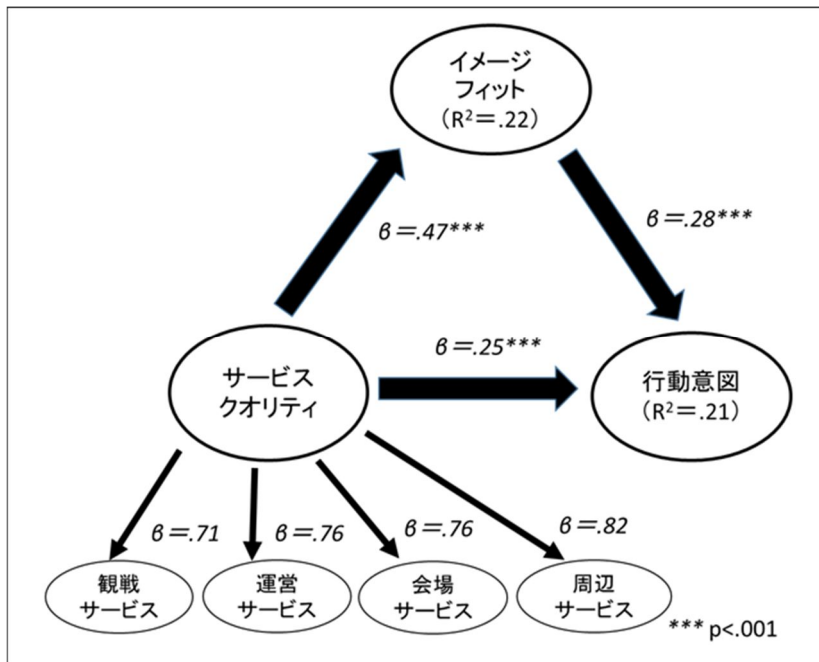 イメージ
フィット
(R²=.22)
β=.47***
β=.28***
β=.25***
サービス
クオリティ
行動意図
(R²=.21)
β=.71
β=.76
β=.76
β=.82
観戦
サービス
運営
サービス
会場
サービス
周辺
サービス
*** p<.001